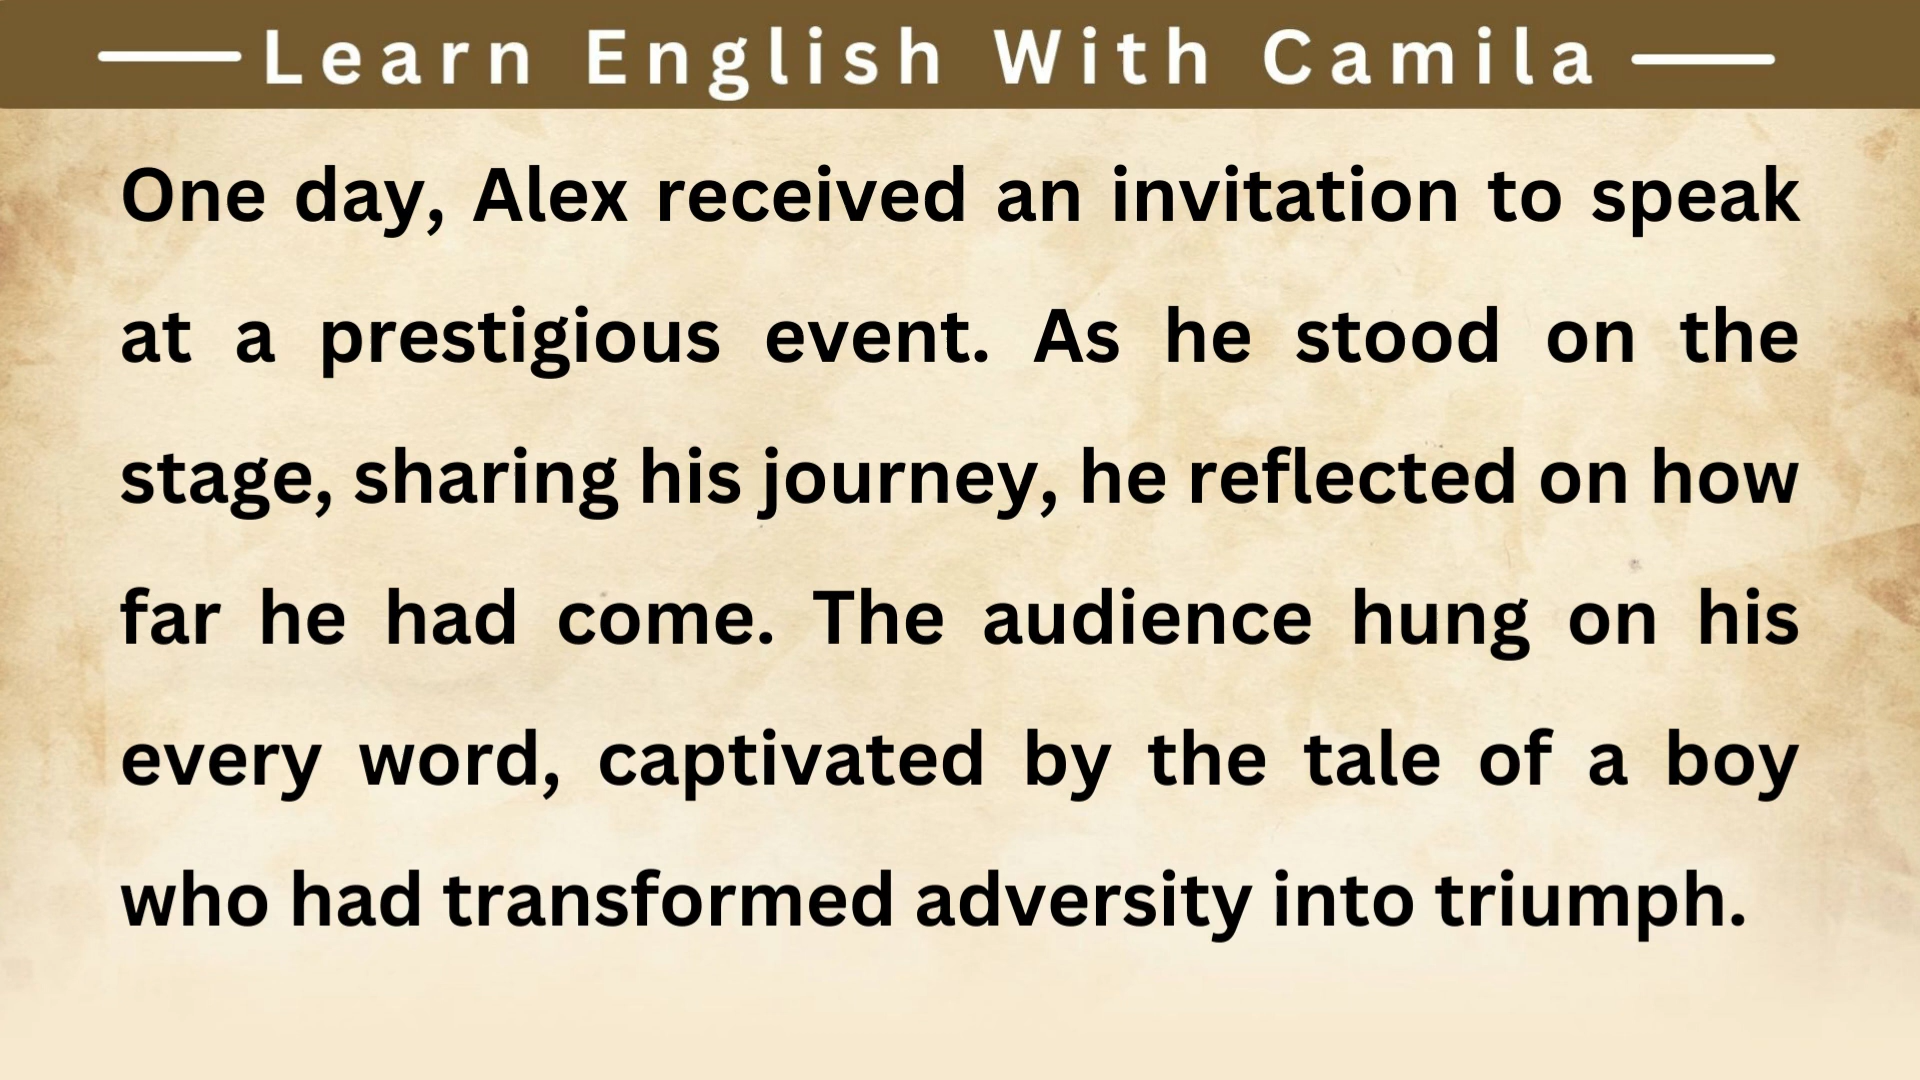 Learn English With Camila
One day, Alex received an invitation to speak
at a prestigious event. As he stood on the
stage, sharing his journey, he reflected on how
far he had come. The audience hung on his
every word, captivated by the tale of a boy
who had transformed adversity into triumph.